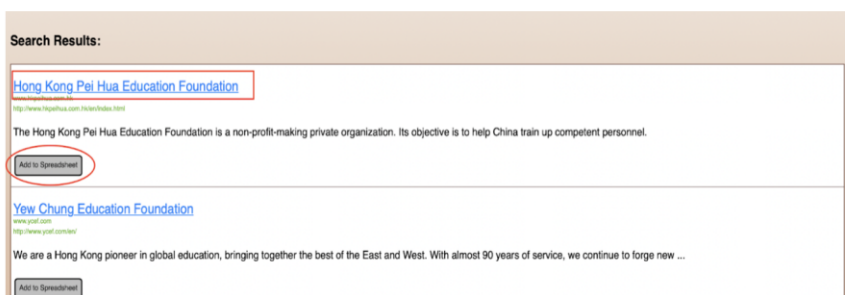 Search Results:
Hong Kong Pei Hua Education Foundation
www.hkpeihua.com.hk
http://www.hkpeihua.com.hk/en/index.html
The Hong Kong Pei Hua Education Foundation is a non-profit-making private organization. Its objective is to help China train up competent personnel.
Add to Spreadsheet
Yew Chung Education Foundation
www.ycef.com
http://www.ycef.com/en/
We are a Hong Kong pioneer in global education, bringing together the best of the East and West. With almost 90 years of service, we continue to forge new ...
Add to Spreadsheet